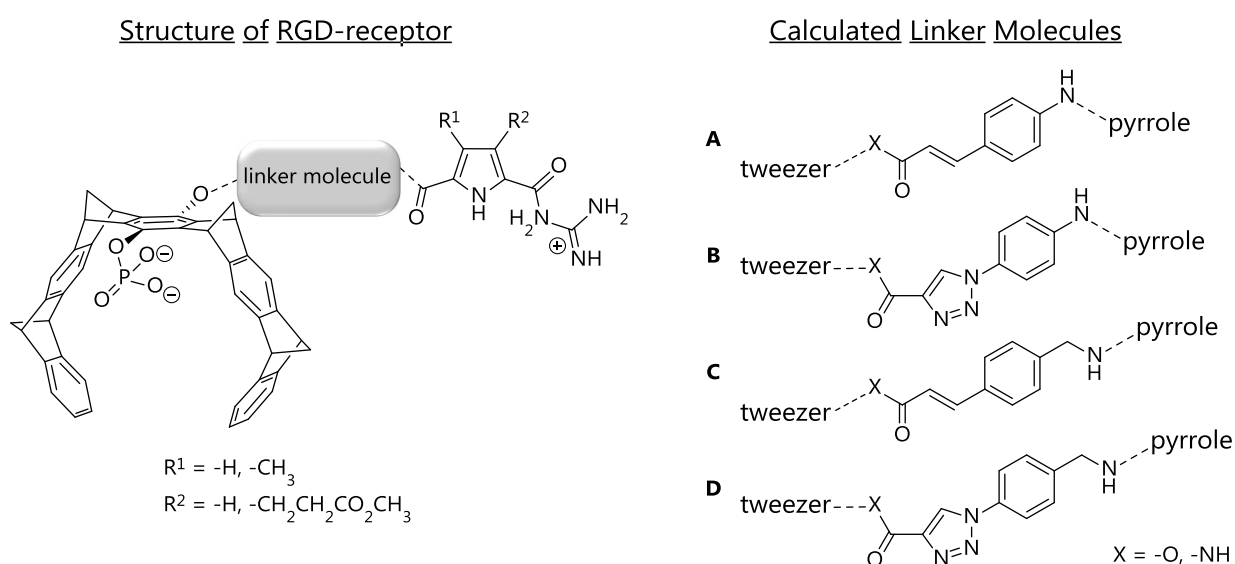 Structure of RGD-receptor
Calculated Linker Molecules
linker molecule
R1
R2
O
O
O
N
H
H2N
NH2
⊕
NH
O
O⊖
P
O
O⊖
R1 = -H, -CH3
R2 = -H, -CH2CH2CO2CH3
A
tweezer
X
O
H
N
pyrrole
B
tweezer
X
O
N
N
N
H
N
pyrrole
C
tweezer
X
O
N
H
pyrrole
D
tweezer
X
O
N
N
N
N
H
pyrrole
X = -O, -NH